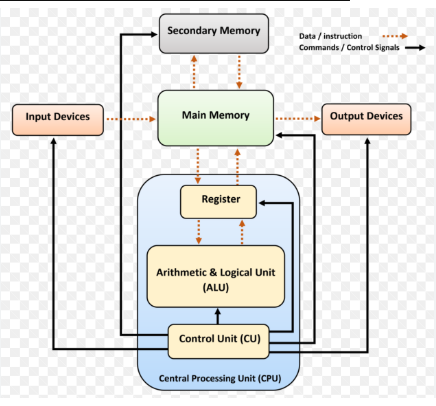 Secondary Memory
Data / instruction
Commands / Control Signals
Input Devices
Main Memory
Output Devices
Register
Arithmetic & Logical Unit
(ALU)
Control Unit (CU)
Central Processing Unit (CPU)